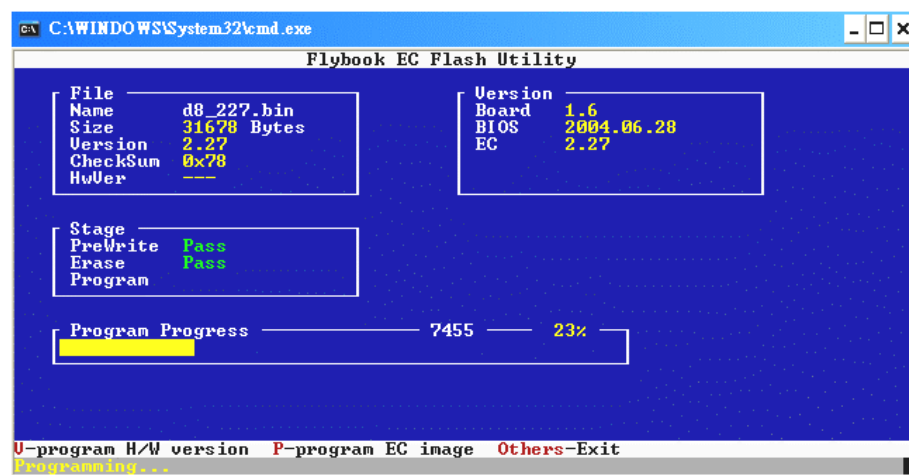 C:\WINDOWS\System32\cmd.exe
Flybook EC Flash Utility
File
Name d8_227.bin
Size 31678 Bytes
Version 2.27
CheckSum 0x78
HwVer ---
Version
Board 1.6
BIOS 2004.06.28
EC 2.27
Stage
PreWrite Pass
Erase Pass
Program
Program Progress 7455 23%
V-program H/W version P-program EC image Others-Exit
Programming...